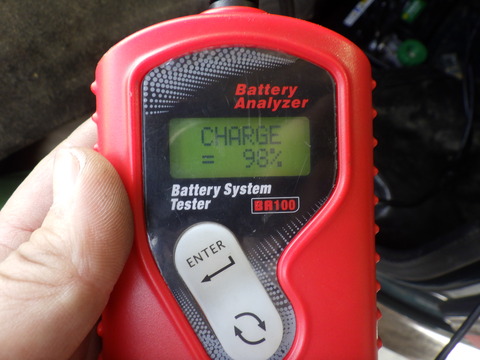 Battery
Analyzer
CHARGE
= 98%
Battery System
Tester BA100
ENTER